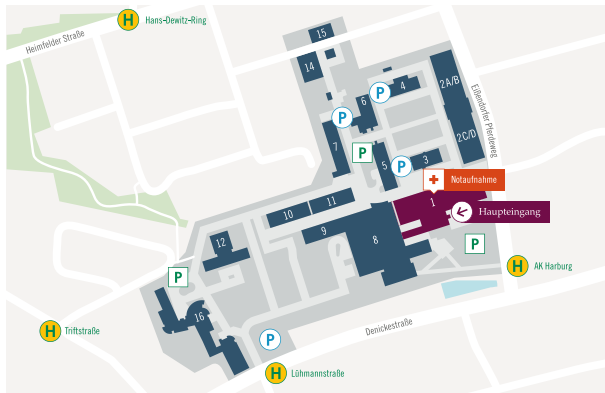 H Hans-Dewitz-Ring
Heimfelder Straße
15
14
4
2A/B
P
6
P
Eißendorfer Pferdeweg
2C/D
7
P
5
P
3
Notaufnahme
1
Haupteingang
11
10
9
8
12
P
P
H AK Harburg
16
H Triftstraße
P
Denickestraße
H Lühmannstraße